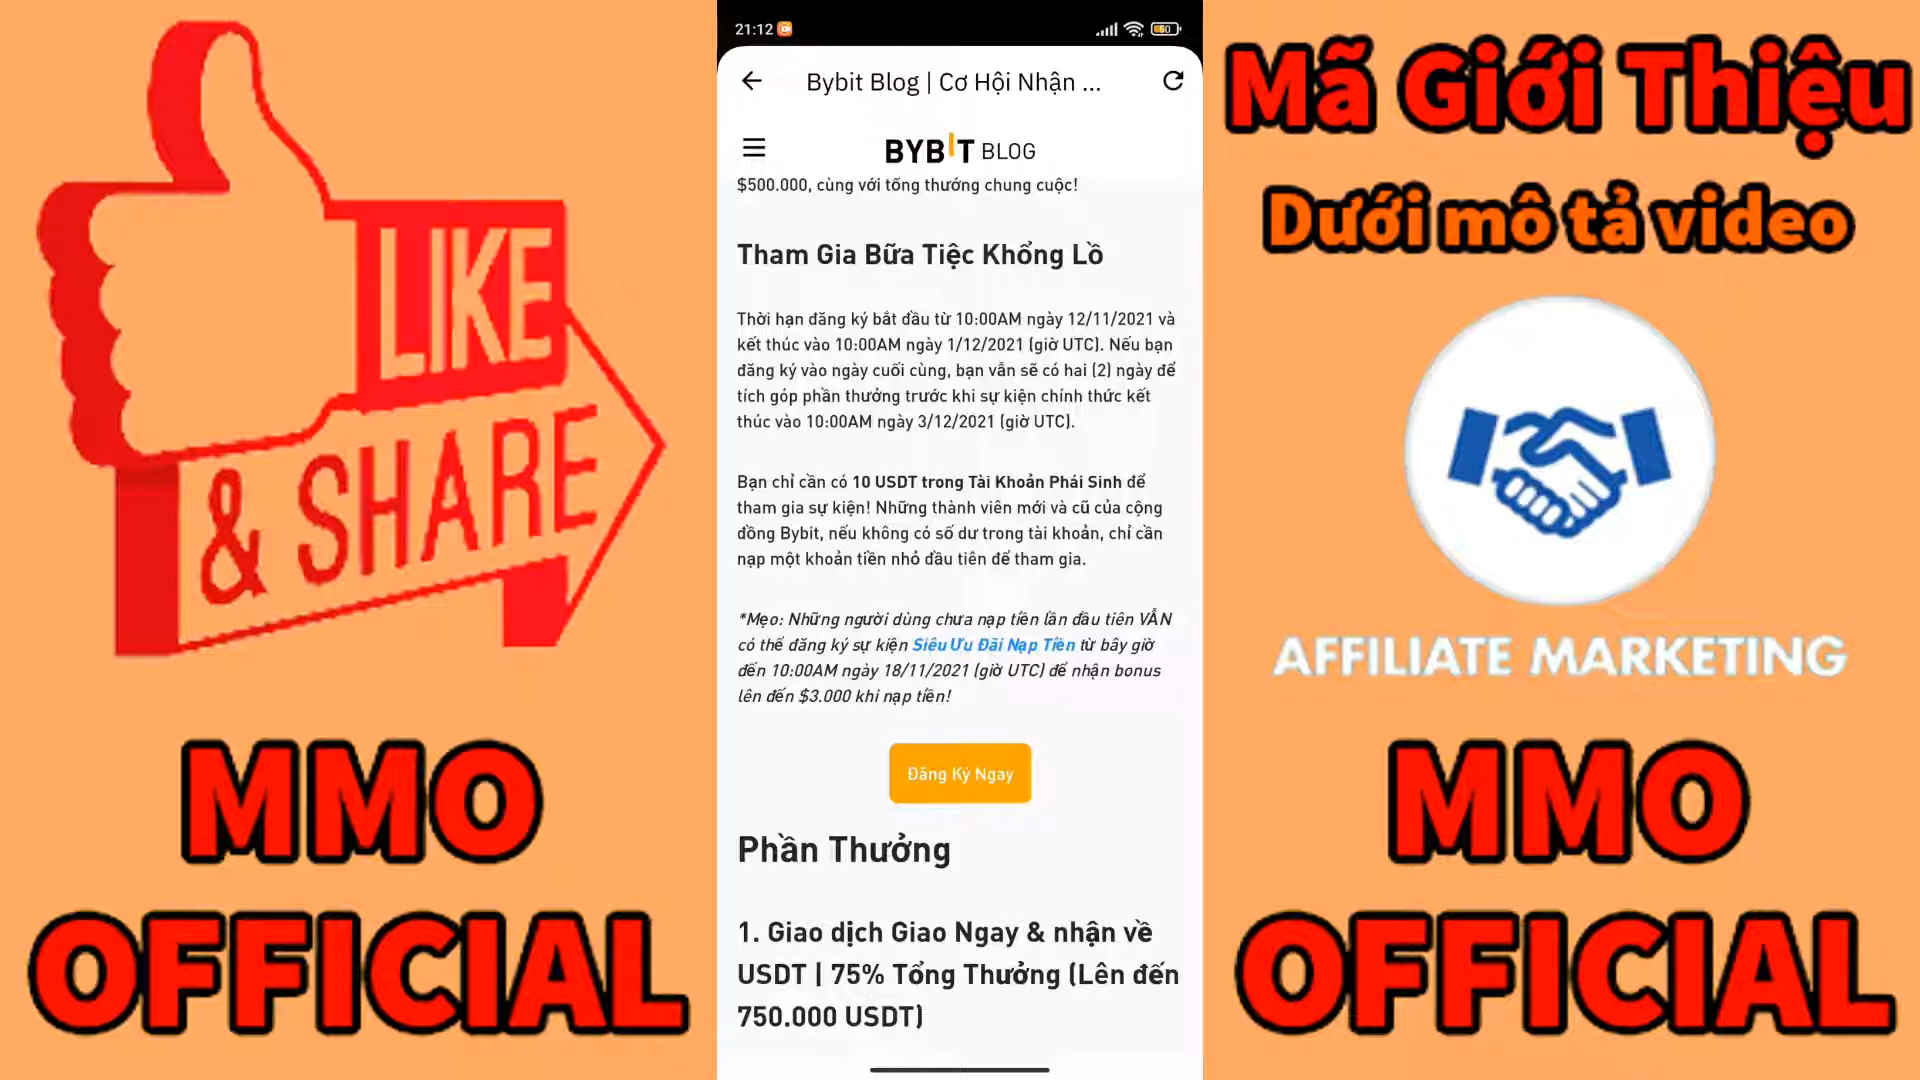 LIKE
& SHARE
MMO
OFFICIAL
21:12
50
Bybit Blog | Cơ Hội Nhận ...
BYBIT BLOG
$500.000, cùng với tổng thưởng chung cuộc!
Tham Gia Bữa Tiệc Khổng Lồ
Thời hạn đăng ký bắt đầu từ 10:00AM ngày 12/11/2021 và
kết thúc vào 10:00AM ngày 1/12/2021 (giờ UTC). Nếu bạn
đăng ký vào ngày cuối cùng, bạn vẫn sẽ có hai (2) ngày để
tích góp phần thưởng trước khi sự kiện chính thức kết
thúc vào 10:00AM ngày 3/12/2021 (giờ UTC).
Bạn chỉ cần có 10 USDT trong Tài Khoản Phái Sinh để
tham gia sự kiện! Những thành viên mới và cũ của cộng
đồng Bybit, nếu không có số dư trong tài khoản, chỉ cần
nạp một khoản tiền nhỏ đầu tiên để tham gia.
*Mẹo: Những người dùng chưa nạp tiền lần đầu tiên VẪN
có thể đăng ký sự kiện Siêu Ưu Đãi Nạp Tiền từ bây giờ
đến 10:00AM ngày 18/11/2021 (giờ UTC) để nhận bonus
lên đến $3.000 khi nạp tiền!
Đăng Ký Ngay
Phần Thưởng
1. Giao dịch Giao Ngay & nhận về
USDT | 75% Tổng Thưởng (Lên đến
750.000 USDT)
Mã Giới Thiệu
Dưới mô tả video
AFFILIATE MARKETING
MMO
OFFICIAL